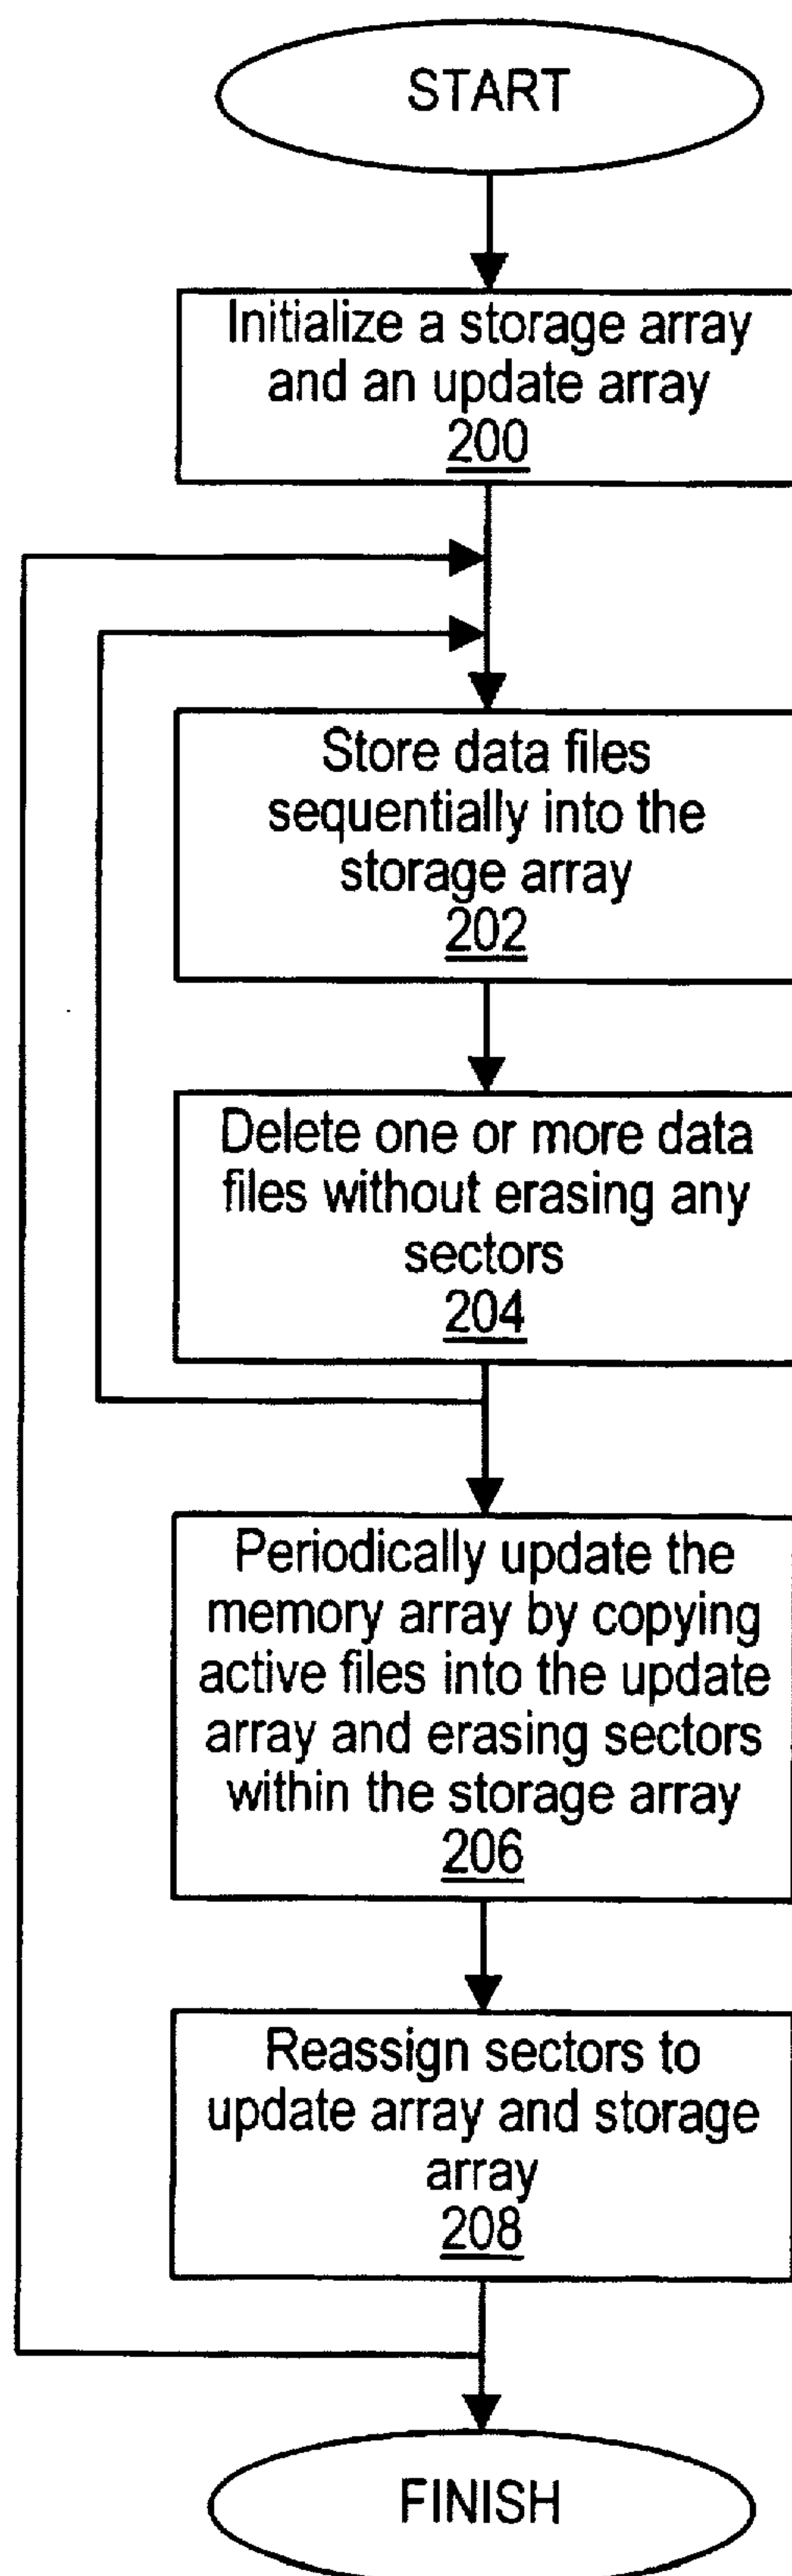 START
Initialize a storage array
and an update array
200
Store data files
sequentially into the
storage array
202
Delete one or more data
files without erasing any
sectors
204
Periodically update the
memory array by copying
active files into the update
array and erasing sectors
within the storage array
206
Reassign sectors to
update array and storage
array
208
FINISH